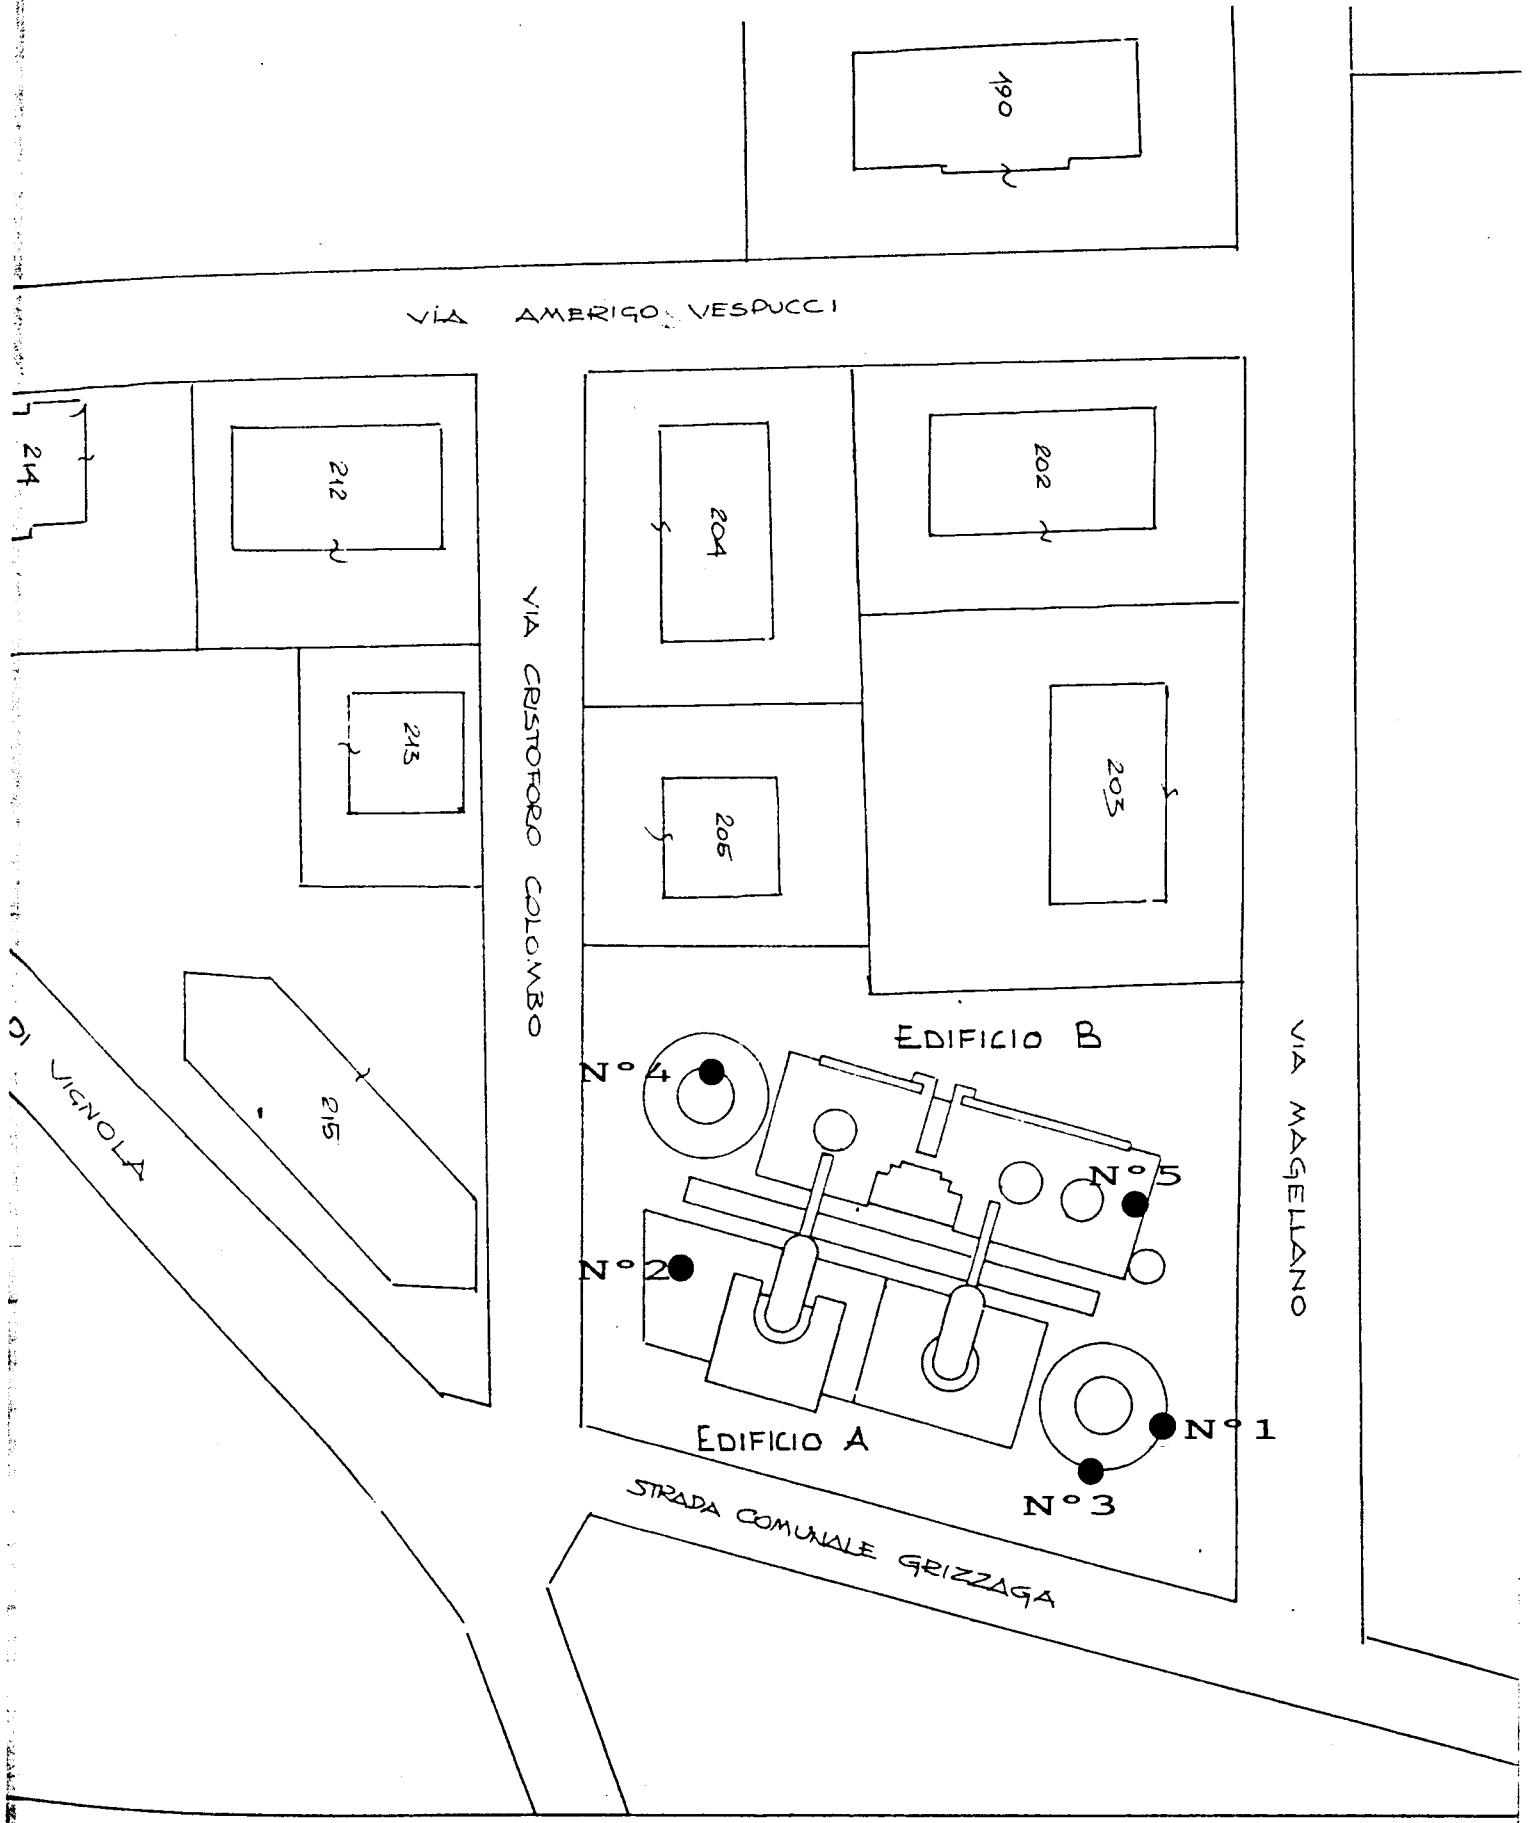 190
VIA AMERIGO VESPUCCI
214
212
204
202
VIA CRISTOFORO COLOMBO
213
205
203
215
DI VIGNOLA
EDIFICIO B
VIA MAGELLANO
N° 4
N° 5
N° 2
N° 1
EDIFICIO A
N° 3
STRADA COMUNALE GRIZZAGA